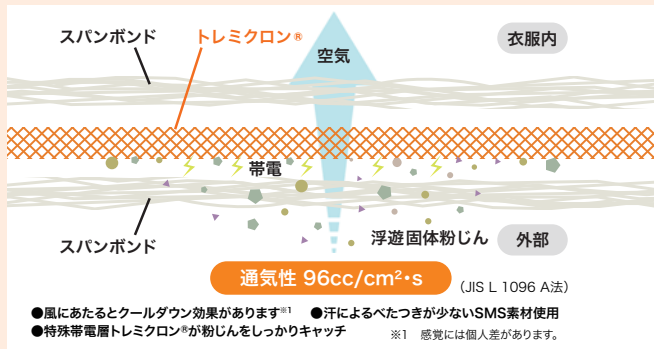 スパンボンド
トレミクロン®
空気
衣服内
帯電
スパンボンド
浮遊固体粉じん
外部
通気性 96cc/cm²・s
(JIS L 1096 A法)
●風にあたるとクールダウン効果があります※1 ●汗によるべたつきが少ないSMS素材使用
●特殊帯電層トレミクロン®が粉じんをしっかりキャッチ ※1 感覚には個人差があります。